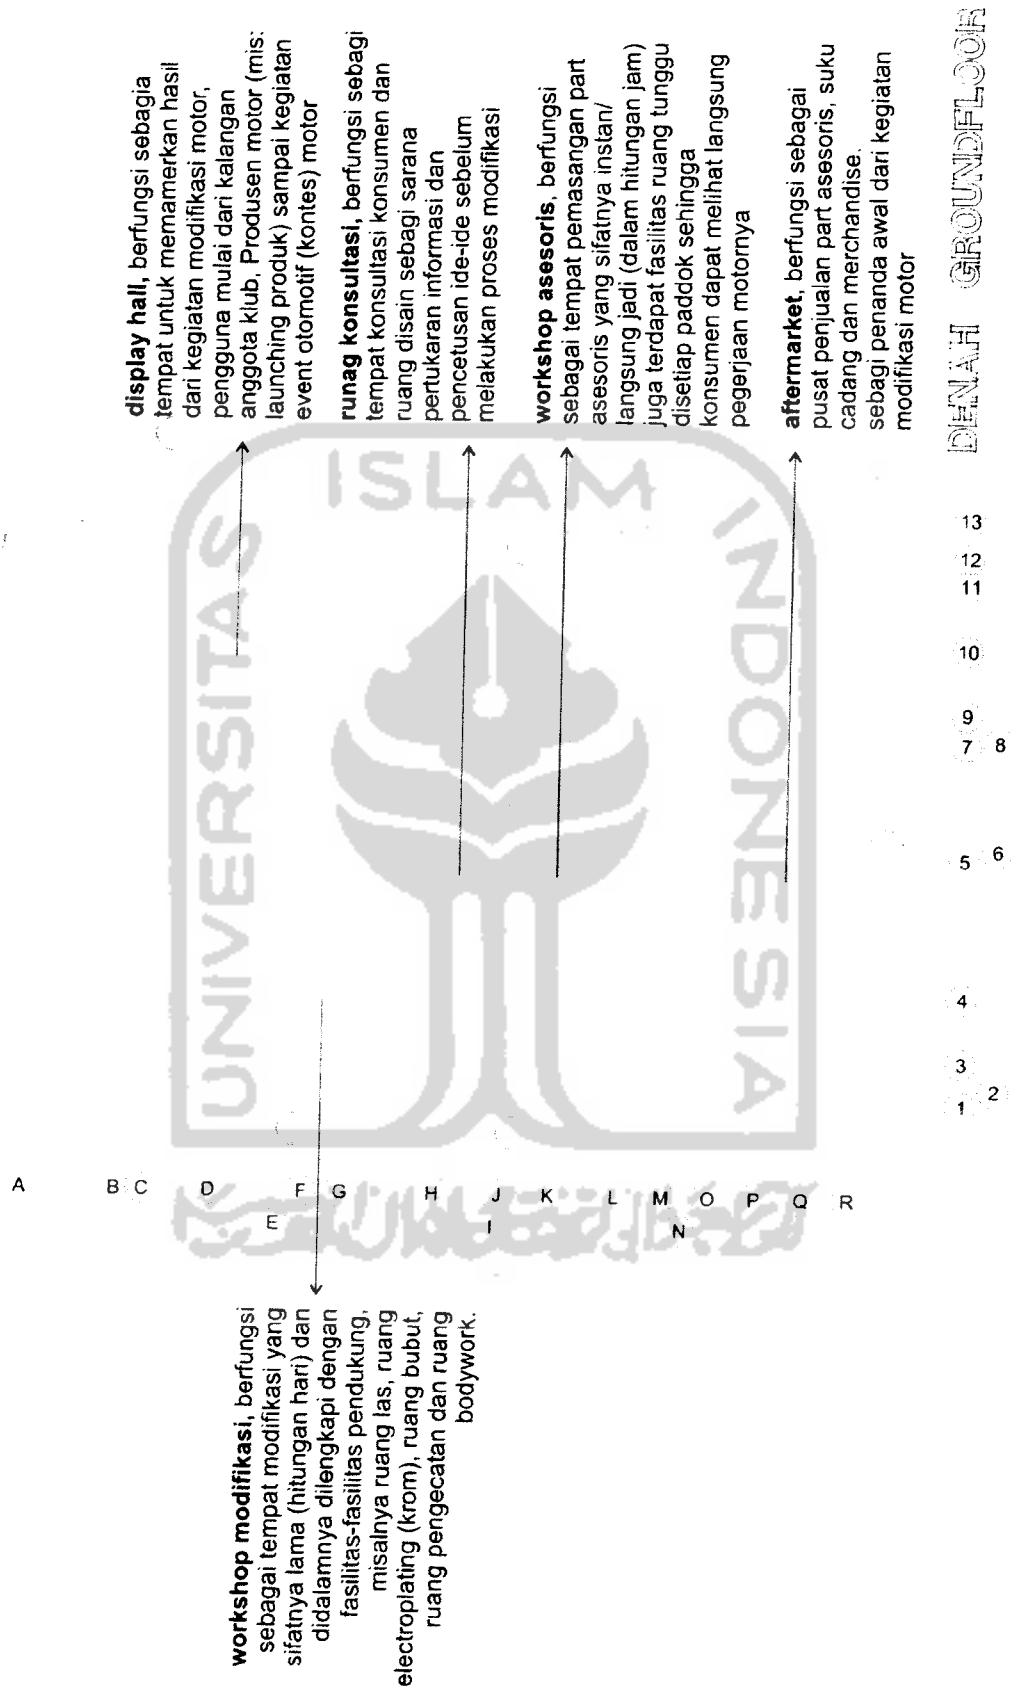 display hall, berfungsi sebagia
tempat untuk memamerkan hasil
dari kegiatan modifikasi motor,
pengguna mulai dari kalangan
anggota klub, Produsen motor (mis:
launching produk) sampai kegiatan
event otomotif (kontes) motor
runag konsultasi, berfungsi sebagi
tempat konsultasi konsumen dan
ruang disain sebagi sarana
pertukaran informasi dan
pencetusan ide-ide sebelum
melakukan proses modifikasi
workshop asesoris, berfungsi
sebagai tempat pemasangan part
asesoris yang sifatnya instan/
langsung jadi (dalam hitungan jam)
juga terdapat fasilitas ruang tunggu
disetiap paddok sehingga
konsumen dapat melihat langsung
pegerjaan motornya
aftermarket, berfungsi sebagai
pusat penjualan part asesoris, suku
cadang dan merchandise.
sebagi penanda awal dari kegiatan
modifikasi motor
workshop modifikasi, berfungsi
sebagai tempat modifikasi yang
sifatnya lama (hitungan hari) dan
didalamnya dilengkapi dengan
fasilitas-fasilitas pendukung,
misalnya ruang las, ruang
electroplating (krom), ruang bubut,
ruang pengecatan dan ruang
bodywork.
UNIVERSITAS
ISLAM
INDONESIA
A B C D F G H J K L M O P Q R
E I N
1 3 4 5 7 9 10 11 12 13
2 6 8
DENAH GROUNDFLOOR